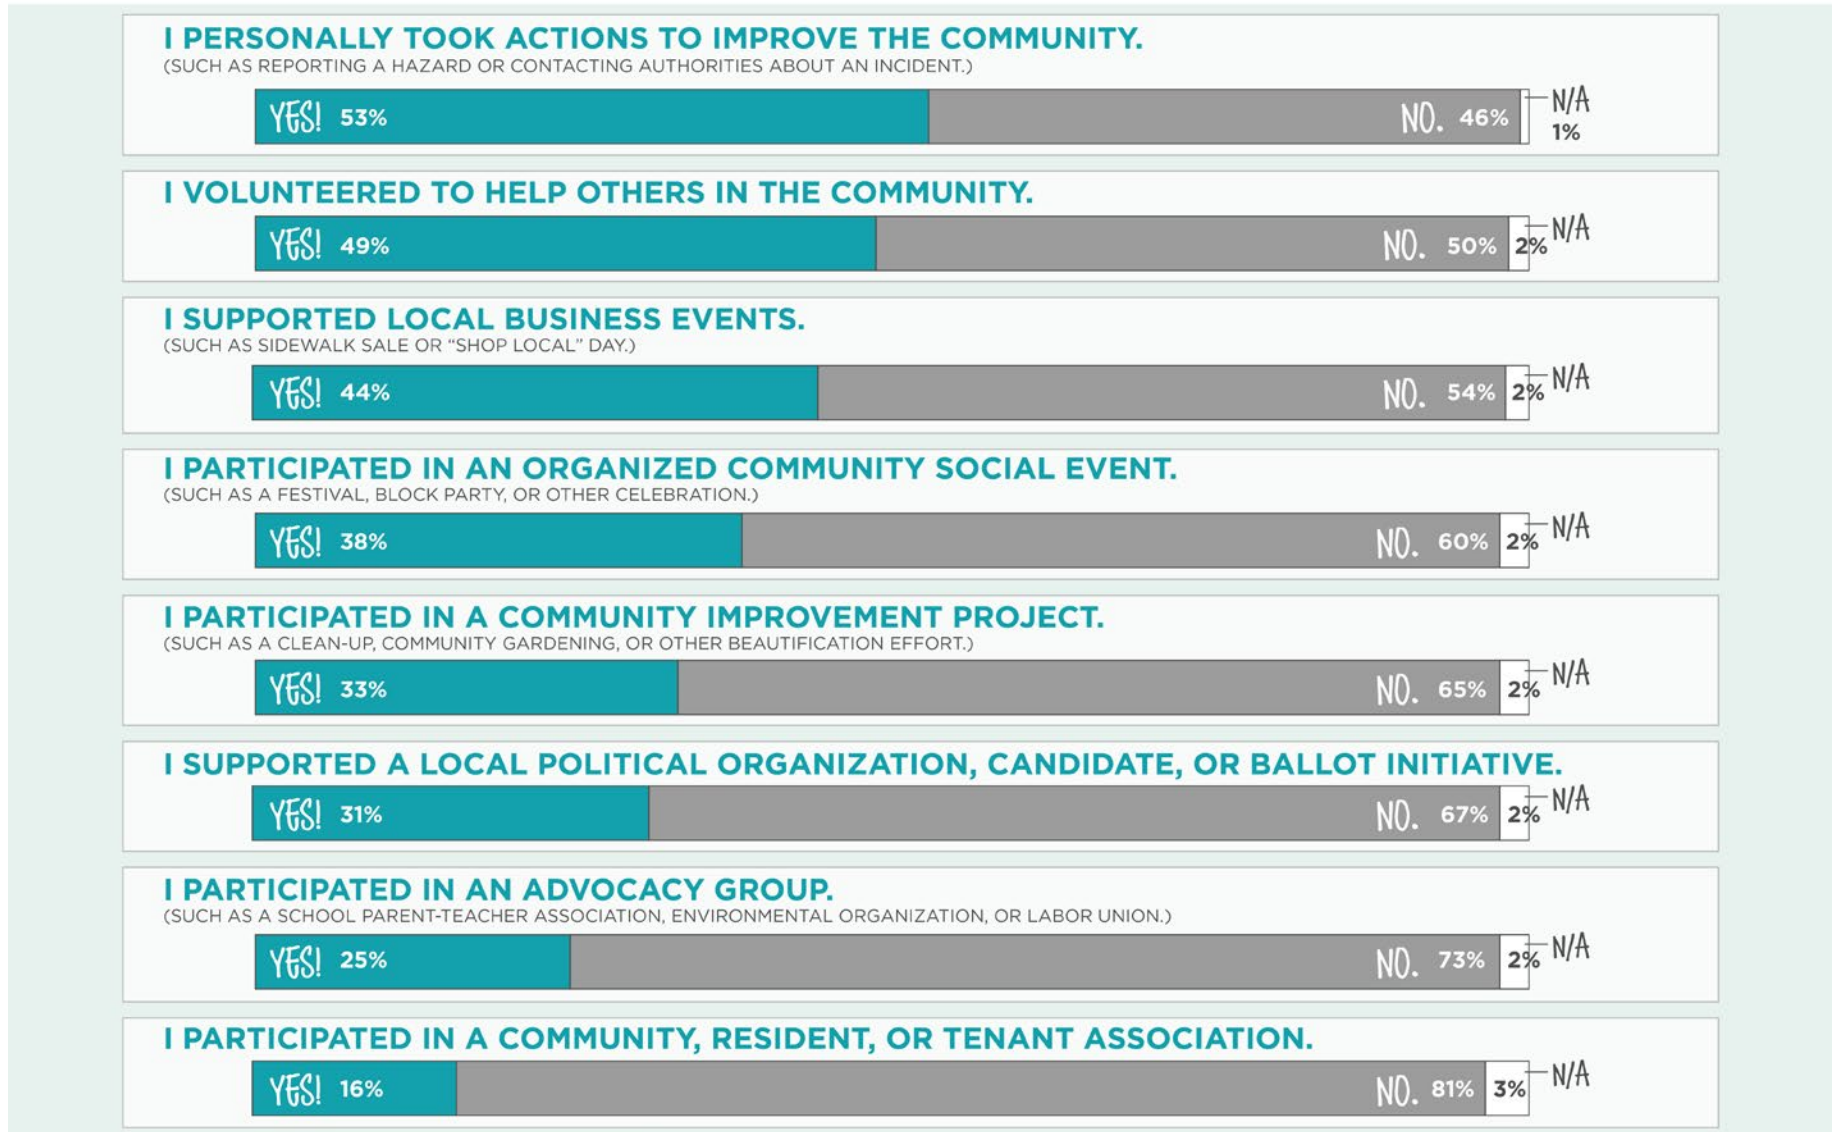 I PERSONALLY TOOK ACTIONS TO IMPROVE THE COMMUNITY.
(SUCH AS REPORTING A HAZARD OR CONTACTING AUTHORITIES ABOUT AN INCIDENT.)
YES! 53% NO. 46% N/A
1%
I VOLUNTEERED TO HELP OTHERS IN THE COMMUNITY.
YES! 49% NO. 50% 2% N/A
I SUPPORTED LOCAL BUSINESS EVENTS.
(SUCH AS SIDEWALK SALE OR “SHOP LOCAL” DAY.)
YES! 44% NO. 54% 2% N/A
I PARTICIPATED IN AN ORGANIZED COMMUNITY SOCIAL EVENT.
(SUCH AS A FESTIVAL, BLOCK PARTY, OR OTHER CELEBRATION.)
YES! 38% NO. 60% 2% N/A
I PARTICIPATED IN A COMMUNITY IMPROVEMENT PROJECT.
(SUCH AS A CLEAN-UP, COMMUNITY GARDENING, OR OTHER BEAUTIFICATION EFFORT.)
YES! 33% NO. 65% 2% N/A
I SUPPORTED A LOCAL POLITICAL ORGANIZATION, CANDIDATE, OR BALLOT INITIATIVE.
YES! 31% NO. 67% 2% N/A
I PARTICIPATED IN AN ADVOCACY GROUP.
(SUCH AS A SCHOOL PARENT-TEACHER ASSOCIATION, ENVIRONMENTAL ORGANIZATION, OR LABOR UNION.)
YES! 25% NO. 73% 2% N/A
I PARTICIPATED IN A COMMUNITY, RESIDENT, OR TENANT ASSOCIATION.
YES! 16% NO. 81% 3% N/A